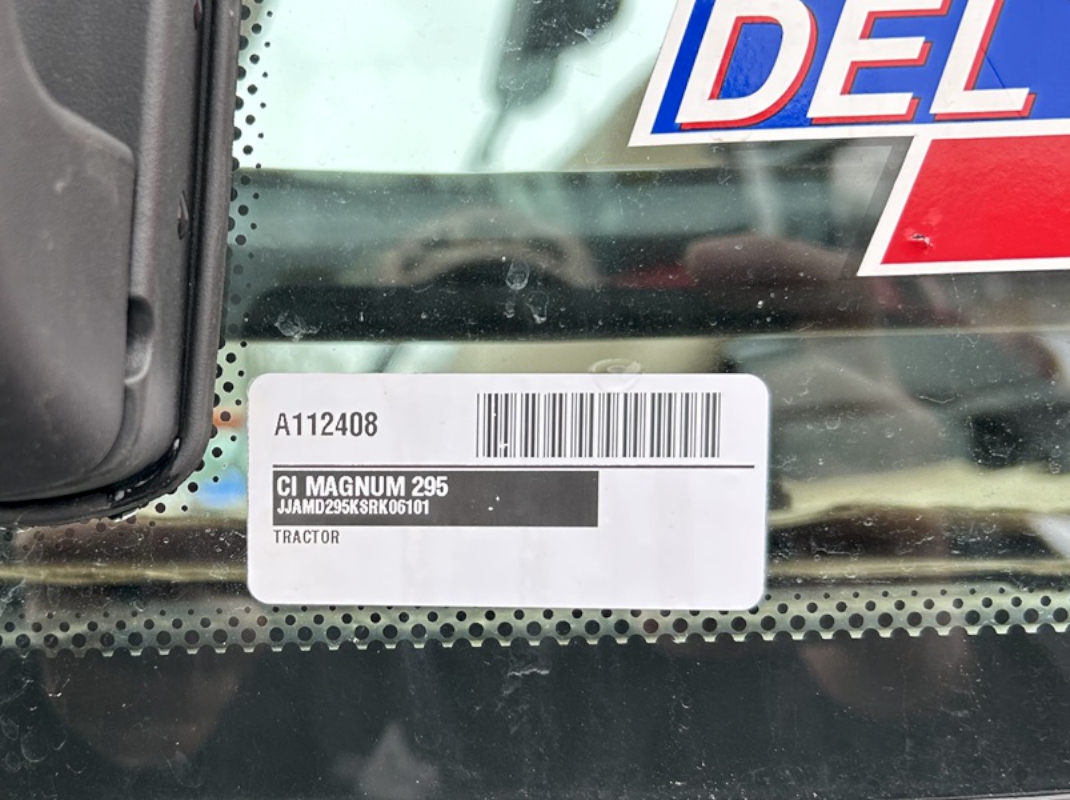 DEL
A112408
CI MAGNUM 295
JJAMD295KSRK06101
TRACTOR